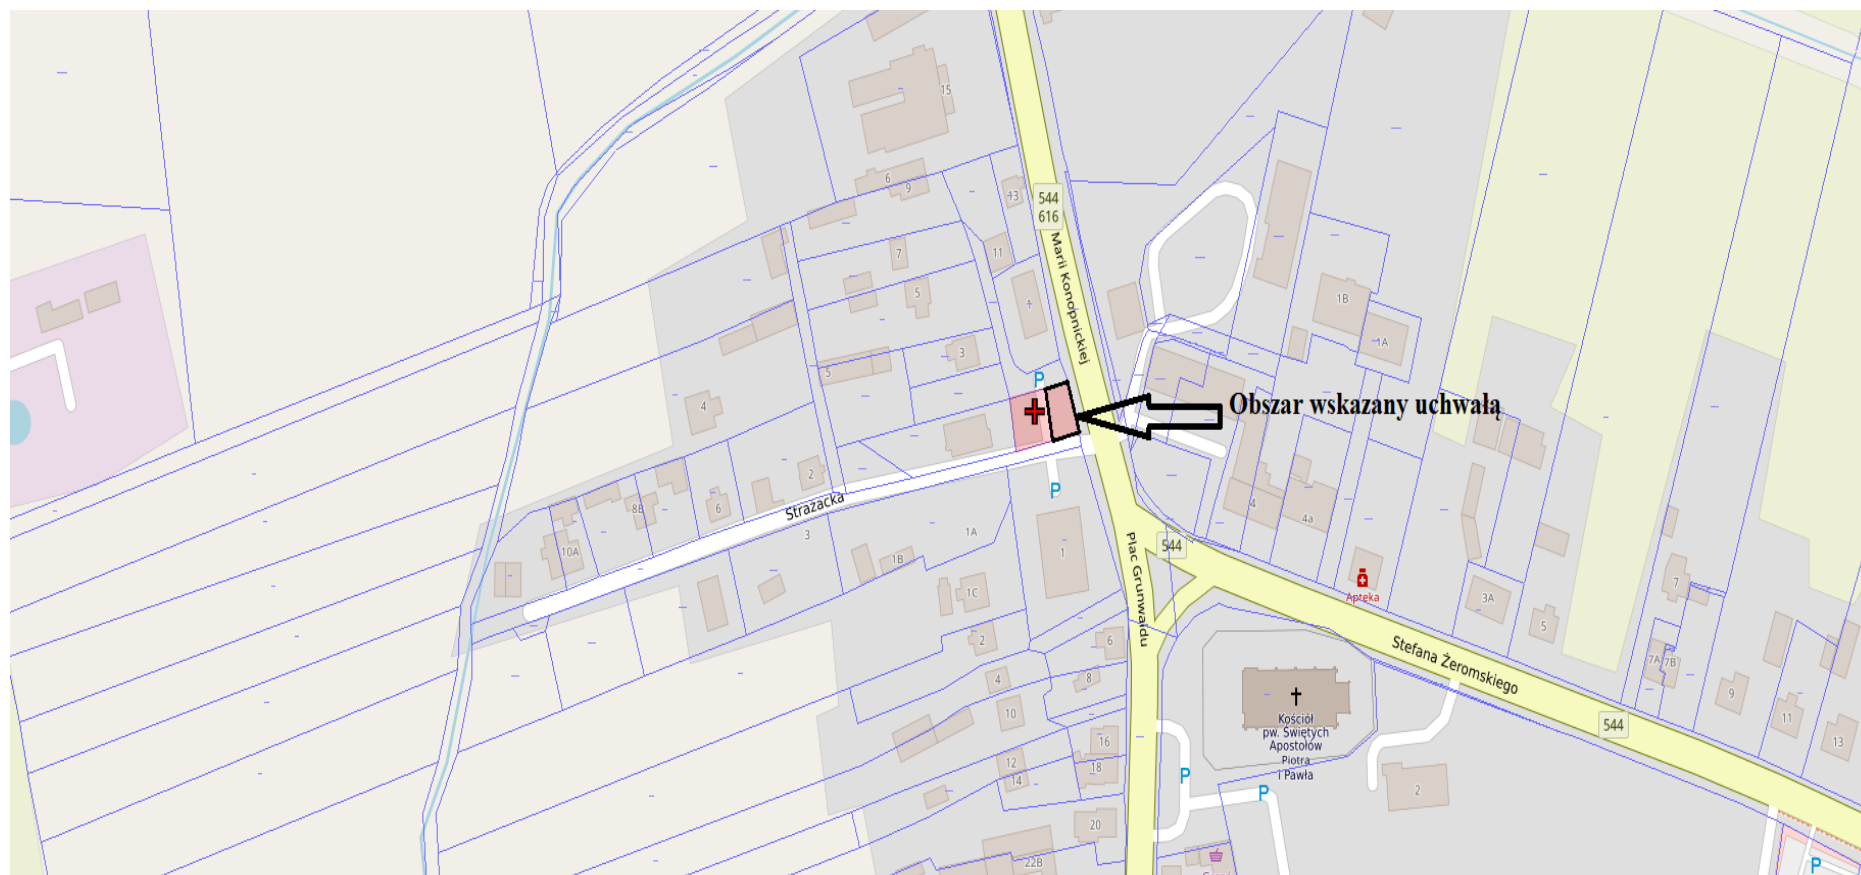 15
6
9
13
544
616
Marii Konopnickiej
11
7
5
1B
1A
3
5
P
4
Obszar wskazany uchwałą
2
P
Strażacka
8B
6
3
10A
1A
1B
1
1C
4
4a
544
Plac Grunwaldu
Apteka
3A
5
7
7A
7B
2
6
4
8
10
Stefana Żeromskiego
9
11
13
544
Kościół
pw. Świętych
Apostołów
Piotra
i Pawła
16
12
18
14
P
P
2
20
22B
P